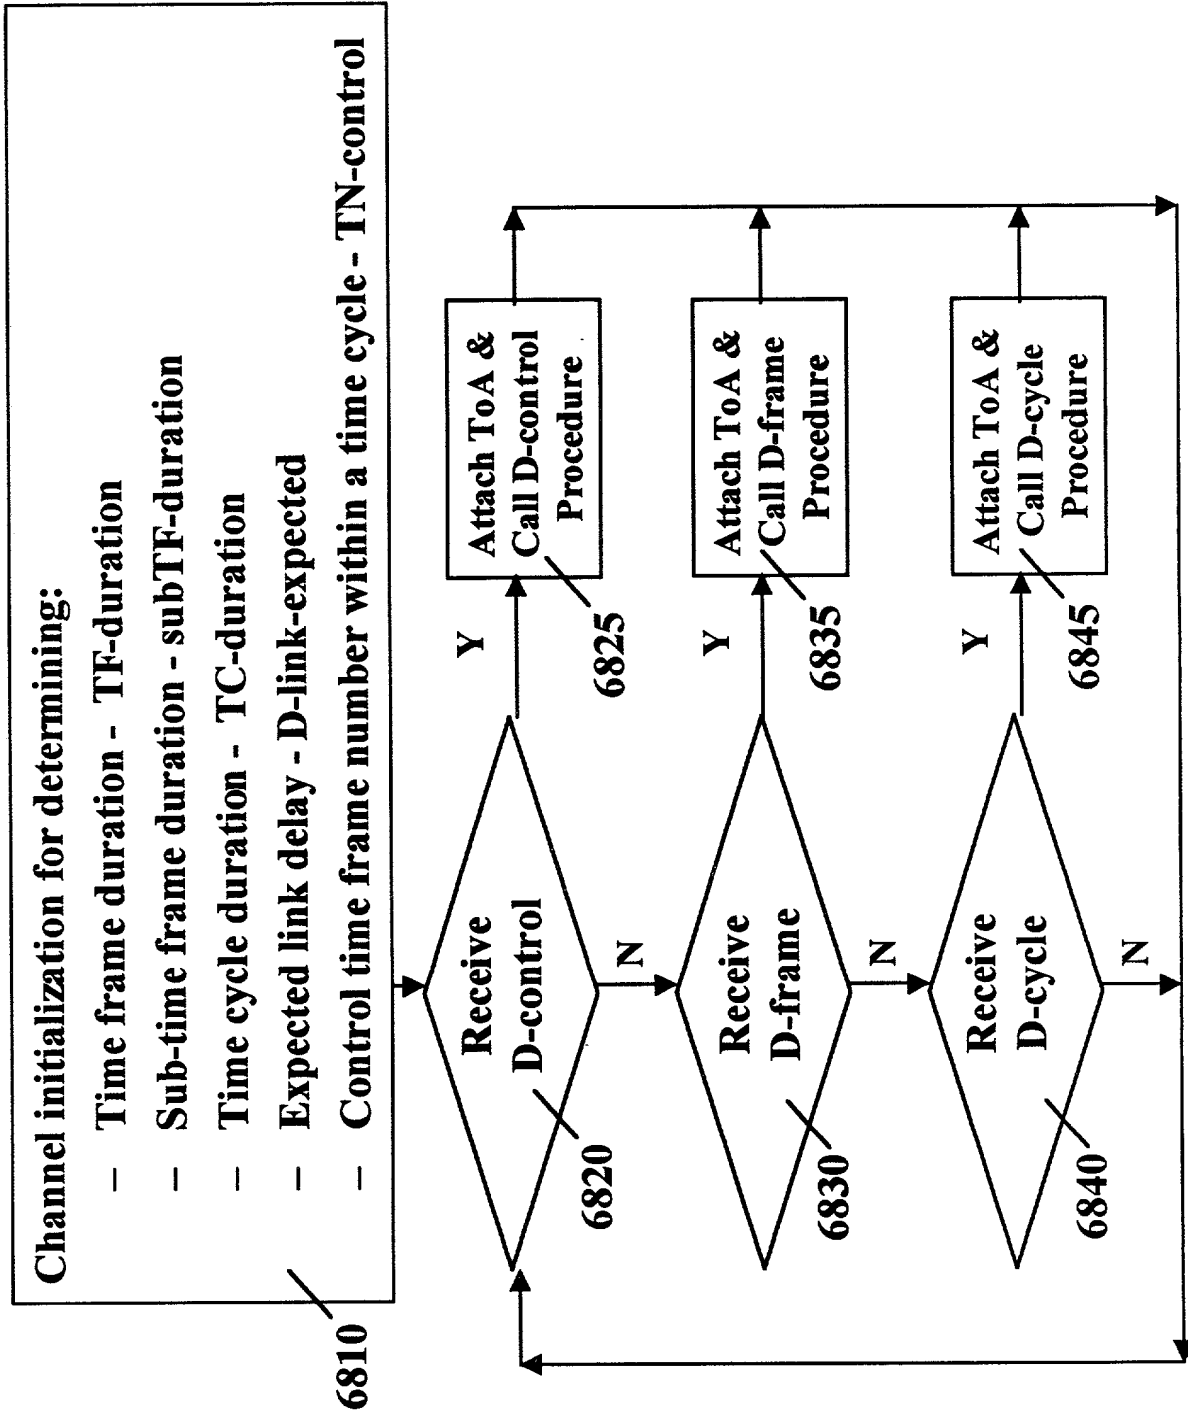 Channel initialization for determining:
– Time frame duration - TF-duration
– Sub-time frame duration - subTF-duration
– Time cycle duration - TC-duration
– Expected link delay - D-link-expected
– Control time frame number within a time cycle - TN-control
6810
Receive
D-control
6820
Y
N
Attach ToA &
Call D-control
Procedure
6825
Receive
D-frame
6830
Y
N
Attach ToA &
Call D-frame
Procedure
6835
Receive
D-cycle
6840
Y
N
Attach ToA &
Call D-cycle
Procedure
6845